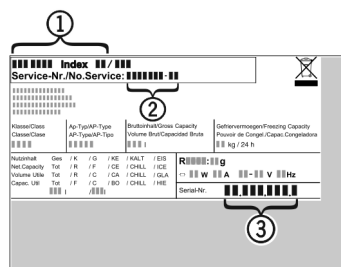 1
Index /
Service-Nr./No.Service: -
2
Klasse/Class
Classe/Clase
Ap-Typ/AP-Type
AP-Type/AP-Tipo
Bruttoinhalt/Gross Capacity
Volume Brut/Capacidad Bruta
l
Gefriervermoegen/Freezing Capacity
Pouvoir de Congel./Capac.Congeladora
kg / 24 h
Nutzinhalt Ges / K / G / KE / KALT / EIS
Net.Capacity Tot / R / F / CE / CHILL / ICE
Volume Utile Tot / R / C / CA / CHILL / GLA
Capac. Util Tot / F / C / BO / CHILL / HIE
l / l
R : g
W A - V Hz
Serial-Nr. . . .
3